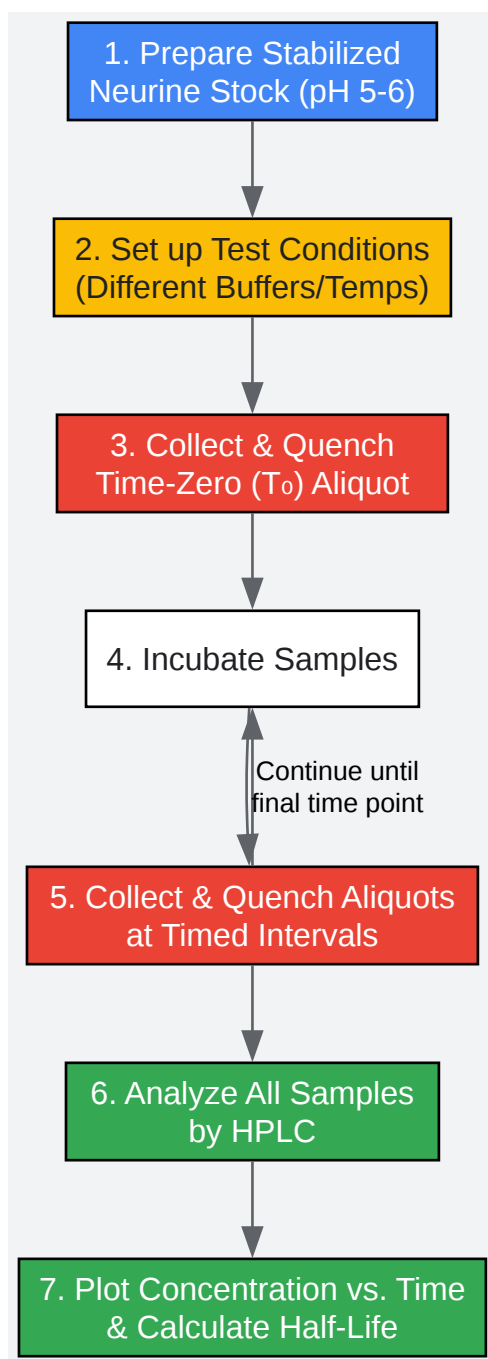 1. Prepare Stabilized
Neurine Stock (pH 5-6)
2. Set up Test Conditions
(Different Buffers/Temps)
3. Collect & Quench
Time-Zero (T₀) Aliquot
4. Incubate Samples
Continue until
final time point
5. Collect & Quench Aliquots
at Timed Intervals
6. Analyze All Samples
by HPLC
7. Plot Concentration vs. Time
& Calculate Half-Life